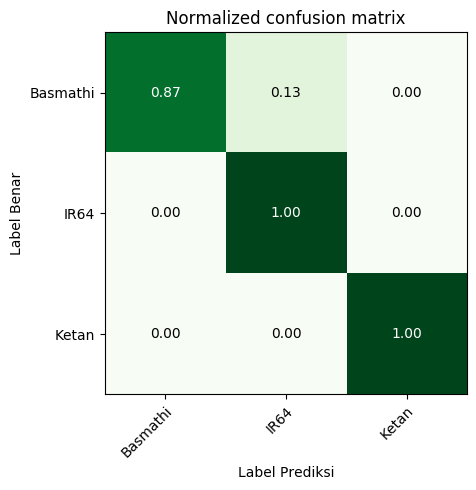 Normalized confusion matrix
Label Benar
Basmathi 0.87 0.13 0.00
IR64 0.00 1.00 0.00
Ketan 0.00 0.00 1.00
Basmathi IR64 Ketan
Label Prediksi